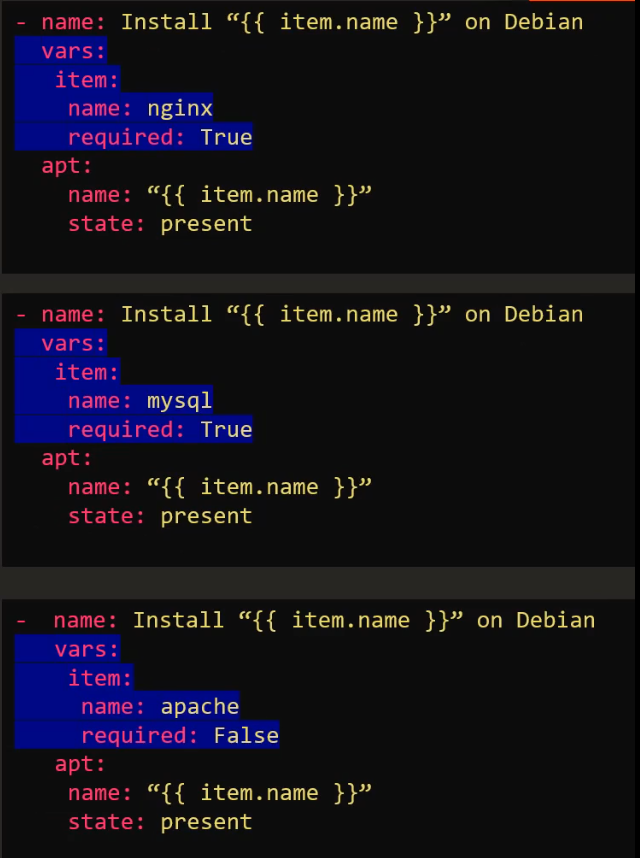 - name: Install “{{ item.name }}” on Debian
  vars:
   item:
    name: nginx
    required: True
  apt:
    name: “{{ item.name }}”
    state: present
- name: Install “{{ item.name }}” on Debian
  vars:
   item:
    name: mysql
    required: True
  apt:
    name: “{{ item.name }}”
    state: present
-  name: Install “{{ item.name }}” on Debian
   vars:
    item:
     name: apache
     required: False
   apt:
    name: “{{ item.name }}”
    state: present